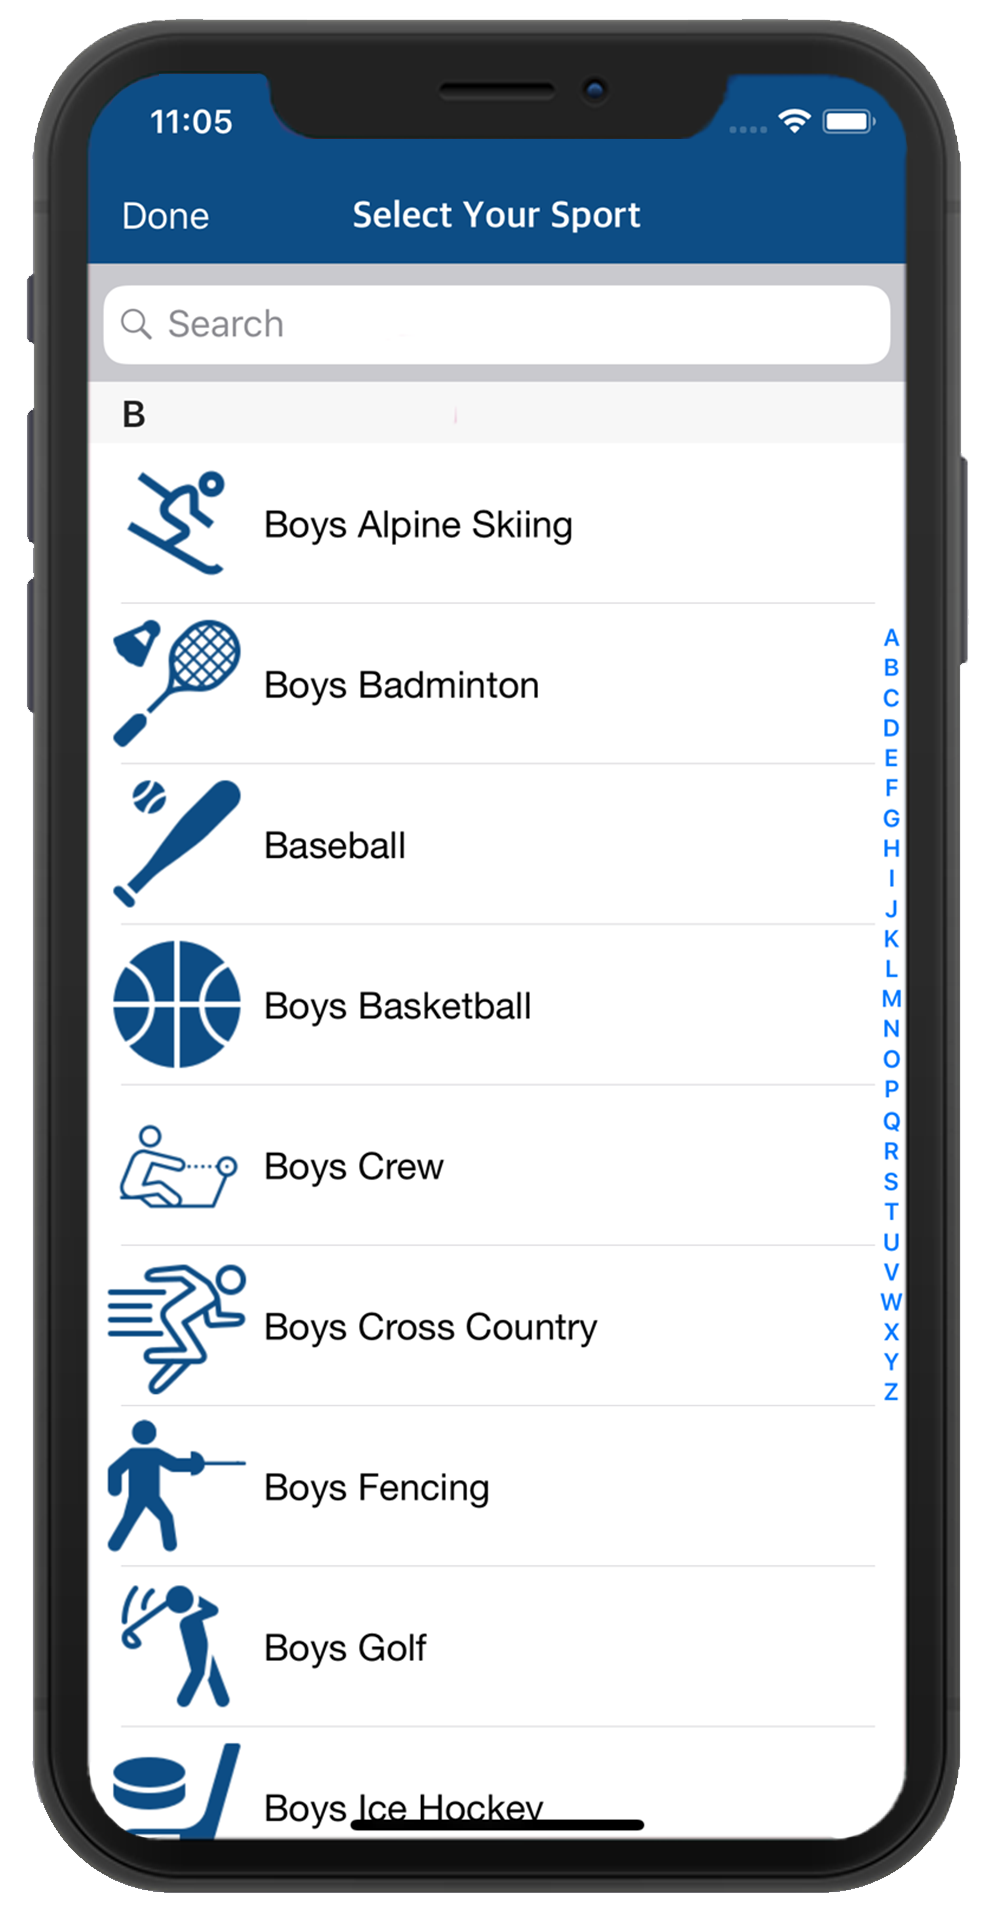 11:05
Done
Select Your Sport
Search
B
Boys Alpine Skiing
Boys Badminton
Baseball
Boys Basketball
Boys Crew
Boys Cross Country
Boys Fencing
Boys Golf
Boys Ice Hockey
A
B
C
D
E
F
G
H
I
J
K
L
M
N
O
P
Q
R
S
T
U
V
W
X
Y
Z